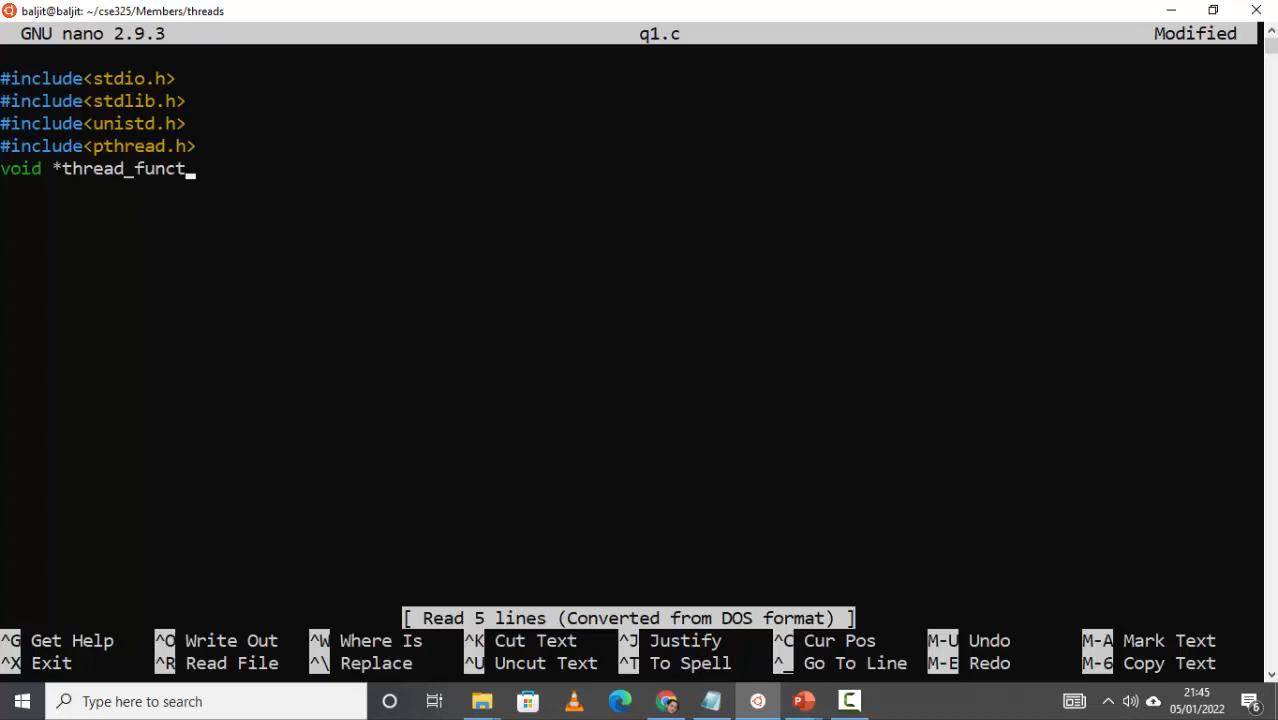 baljit@baljit: ~/cse325/Members/threads
GNU nano 2.9.3 q1.c Modified
#include<stdio.h>
#include<stdlib.h>
#include<unistd.h>
#include<pthread.h>
void *thread_funct_
[ Read 5 lines (Converted from DOS format) ]
^G Get Help ^O Write Out ^W Where Is ^K Cut Text ^J Justify ^C Cur Pos M-U Undo M-A Mark Text
^X Exit ^R Read File ^\ Replace ^U Uncut Text ^T To Spell ^_ Go To Line M-E Redo M-6 Copy Text
Type here to search
21:45
05/01/2022
6